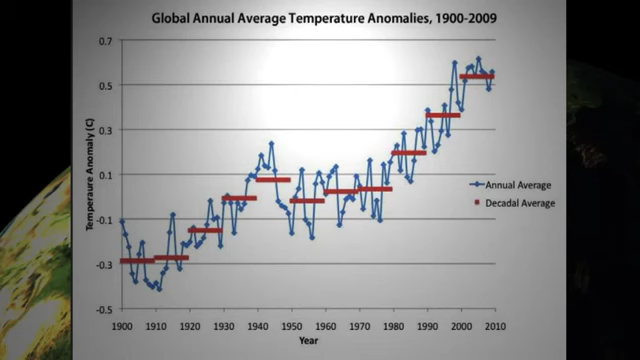 Global Annual Average Temperature Anomalies, 1900-2009
0.7
0.5
0.3
0.1
-0.1
-0.3
-0.5
Temperaure Anomaly (C)
1900 1910 1920 1930 1940 1950 1960 1970 1980 1990 2000 2010
Year
Annual Average
Decadal Average